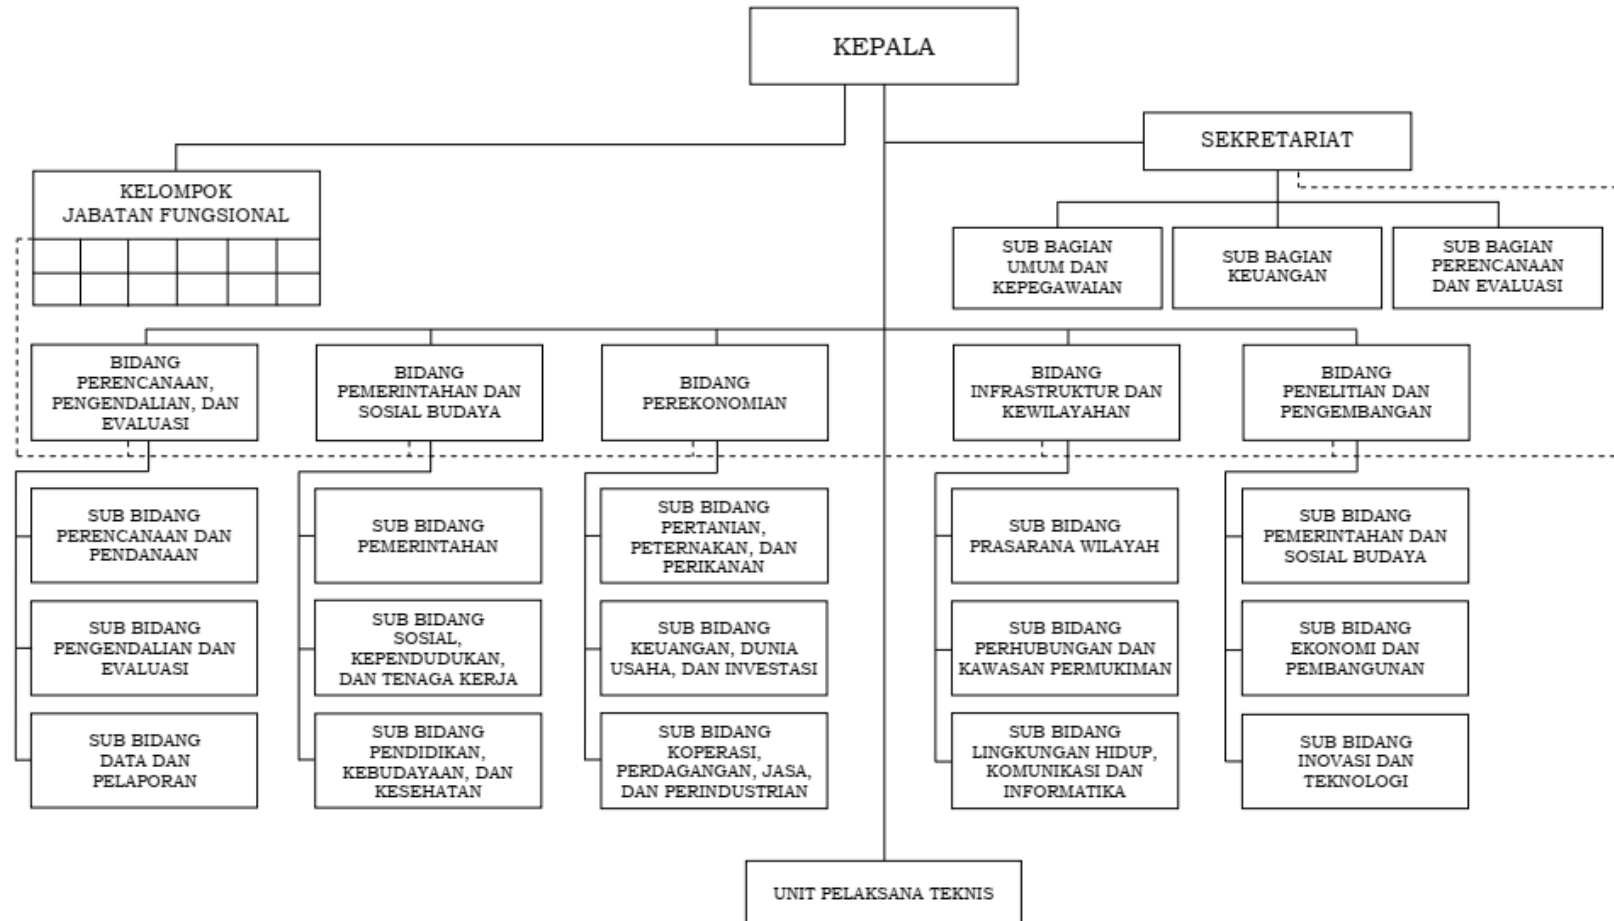 KEPALA
SEKRETARIAT
KELOMPOK
JABATAN FUNGSIONAL
SUB BAGIAN
UMUM DAN
KEPEGAWAIAN
SUB BAGIAN
KEUANGAN
SUB BAGIAN
PERENCANAAN
DAN EVALUASI
BIDANG
PERENCANAAN,
PENGENDALIAN, DAN
EVALUASI
BIDANG
PEMERINTAHAN DAN
SOSIAL BUDAYA
BIDANG
PEREKONOMIAN
BIDANG
INFRASTRUKTUR DAN
KEWILAYAHAN
BIDANG
PENELITIAN DAN
PENGEMBANGAN
SUB BIDANG
PERENCANAAN DAN
PENDANAAN
SUB BIDANG
PEMERINTAHAN
SUB BIDANG
PERTANIAN,
PETERNAKAN, DAN
PERIKANAN
SUB BIDANG
PRASARANA WILAYAH
SUB BIDANG
PEMERINTAHAN DAN
SOSIAL BUDAYA
SUB BIDANG
PENGENDALIAN DAN
EVALUASI
SUB BIDANG
SOSIAL,
KEPENDUDUKAN,
DAN TENAGA KERJA
SUB BIDANG
KEUANGAN, DUNIA
USAHA, DAN INVESTASI
SUB BIDANG
PERHUBUNGAN DAN
KAWASAN PERMUKIMAN
SUB BIDANG
EKONOMI DAN
PEMBANGUNAN
SUB BIDANG
DATA DAN
PELAPORAN
SUB BIDANG
PENDIDIKAN,
KEBUDAYAAN, DAN
KESEHATAN
SUB BIDANG
KOPERASI,
PERDAGANGAN, JASA,
DAN PERINDUSTRIAN
SUB BIDANG
LINGKUNGAN HIDUP,
KOMUNIKASI DAN
INFORMATIKA
SUB BIDANG
INOVASI DAN
TEKNOLOGI
UNIT PELAKSANA TEKNIS